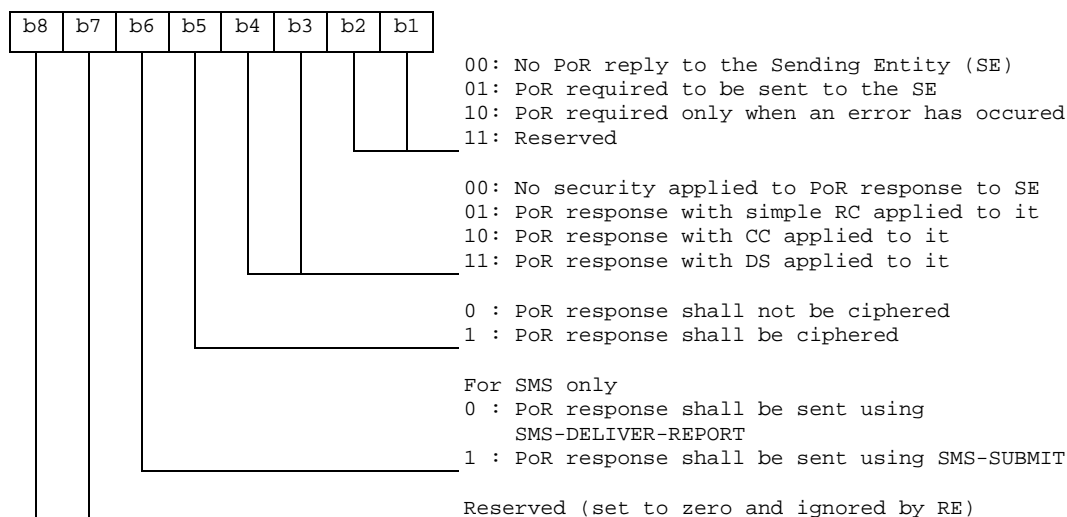 b8 b7 b6 b5 b4 b3 b2 b1
00: No PoR reply to the Sending Entity (SE)
01: PoR required to be sent to the SE
10: PoR required only when an error has occured
11: Reserved
00: No security applied to PoR response to SE
01: PoR response with simple RC applied to it
10: PoR response with CC applied to it
11: PoR response with DS applied to it
0 : PoR response shall not be ciphered
1 : PoR response shall be ciphered
For SMS only
0 : PoR response shall be sent using
SMS-DELIVER-REPORT
1 : PoR response shall be sent using SMS-SUBMIT
Reserved (set to zero and ignored by RE)